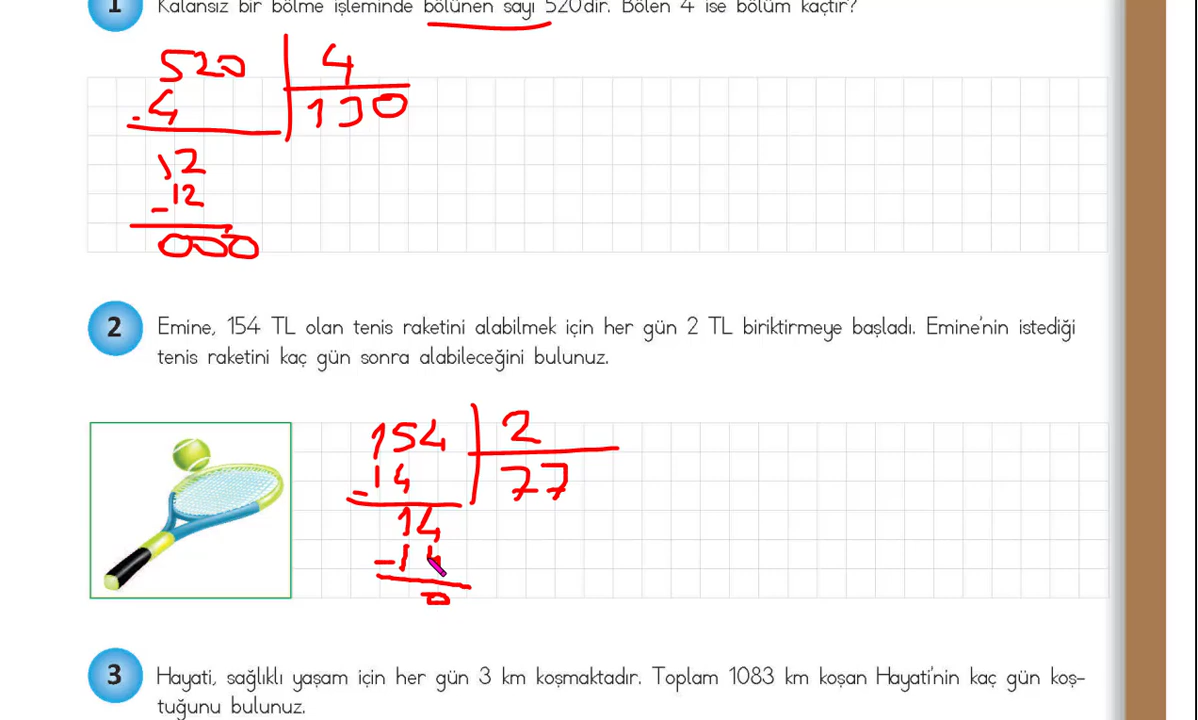 1 Kalansız bir bölme işleminde bölünen sayı 520'dir. Bölen 4 ise bölüm kaçtır?
520 4
- 4 130
12
- 12
000
2 Emine, 154 TL olan tenis raketini alabilmek için her gün 2 TL biriktirmeye başladı. Emine'nin istediği
tenis raketini kaç gün sonra alabileceğini bulunuz.
154 2
- 14 77
14
- 14
0
3 Hayati, sağlıklı yaşam için her gün 3 km koşmaktadır. Toplam 1083 km koşan Hayati'nin kaç gün koş-
tuğunu bulunuz.